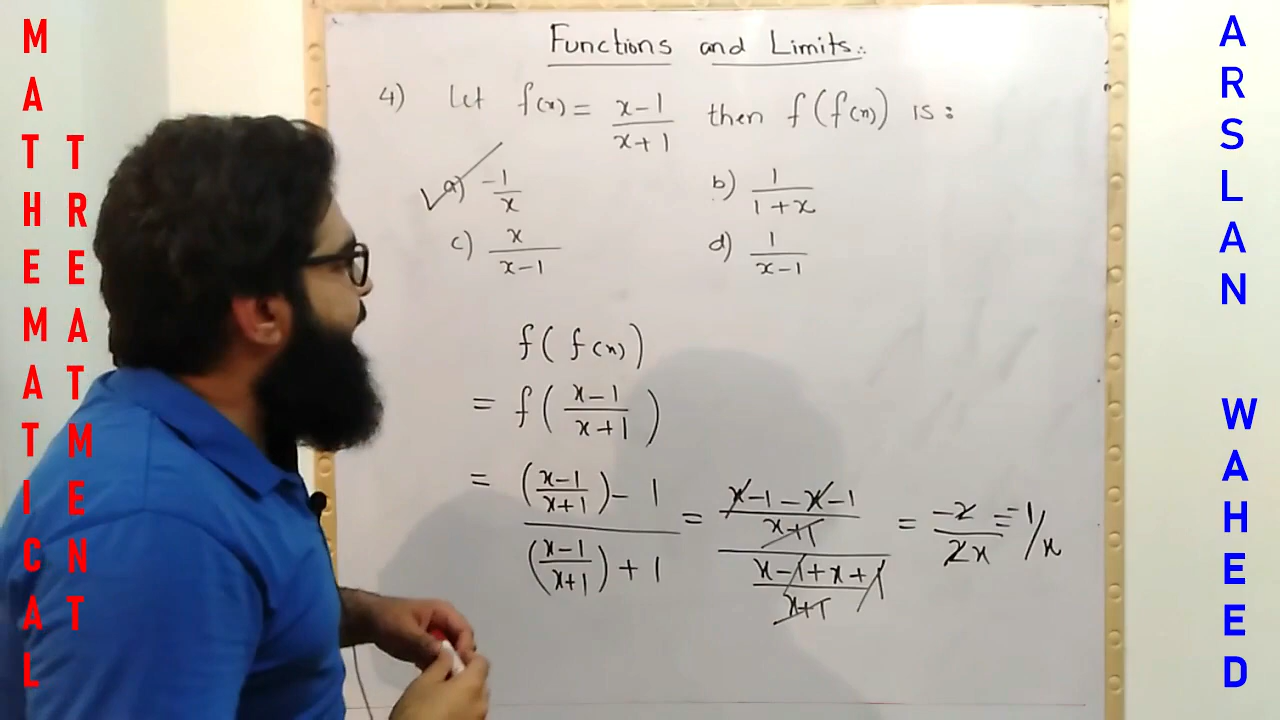 MATHEMATICAL
TREATMENT
Functions and Limits.:
4) Let f(x) = x-1/x+1 then f(f(x)) is:
a) -1/x b) 1/1+x
c) x/x-1 d) 1/x-1
f(f(x))
= f(x-1/x+1)
= (x-1/x+1) - 1 / (x-1/x+1) + 1 = x-1-x-1/x+1 / x-1+x+1/x+1 = -2/2x = -1/x
ARSLAN WAHEED